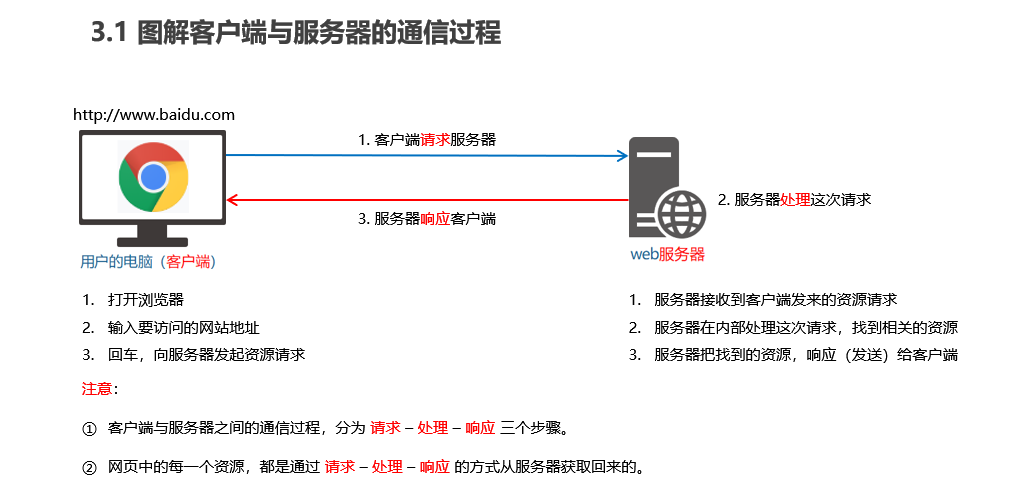 3.1 图解客户端与服务器的通信过程
http://www.baidu.com
1. 客户端请求服务器
3. 服务器响应客户端
2. 服务器处理这次请求
用户的电脑（客户端）
web服务器
1. 打开浏览器
2. 输入要访问的网站地址
3. 回车，向服务器发起资源请求
1. 服务器接收到客户端发来的资源请求
2. 服务器在内部处理这次请求，找到相关的资源
3. 服务器把找到的资源，响应（发送）给客户端
注意：
① 客户端与服务器之间的通信过程，分为 请求 – 处理 – 响应 三个步骤。
② 网页中的每一个资源，都是通过 请求 – 处理 – 响应 的方式从服务器获取回来的。